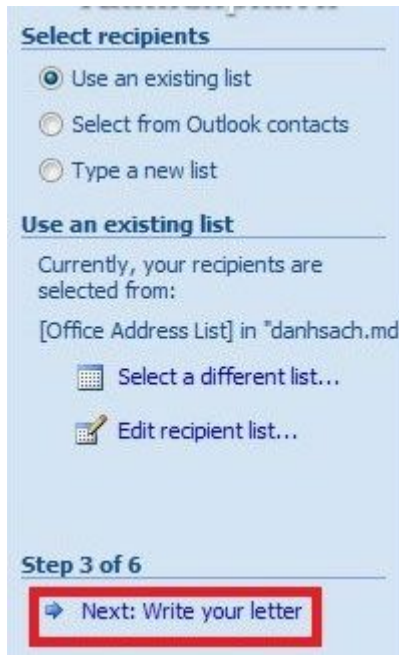 Select recipients
Use an existing list
Select from Outlook contacts
Type a new list
Use an existing list
Currently, your recipients are
selected from:
[Office Address List] in "danhsach.md
Select a different list...
Edit recipient list...
Step 3 of 6
Next: Write your letter